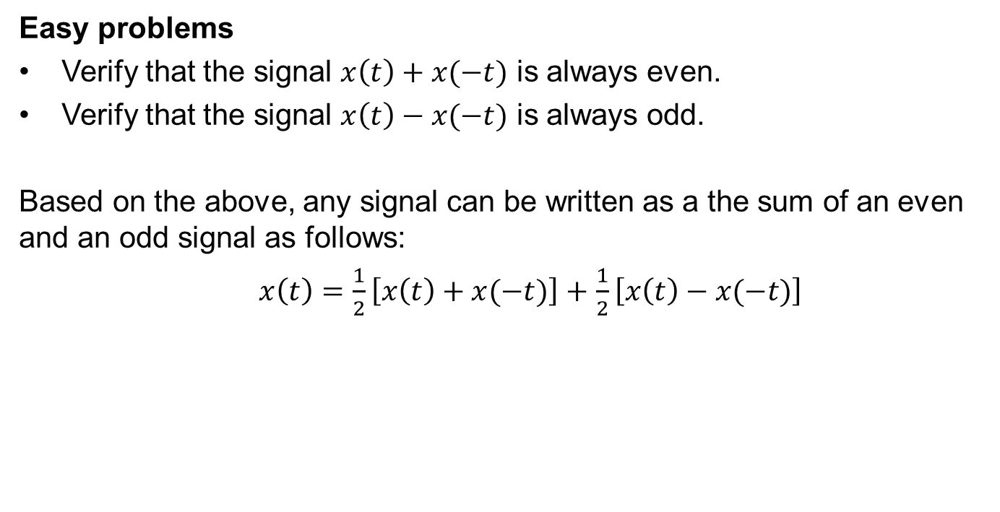 Easy problems
• Verify that the signal 𝑥(𝑡) + 𝑥(−𝑡) is always even.
• Verify that the signal 𝑥(𝑡) − 𝑥(−𝑡) is always odd.
Based on the above, any signal can be written as a the sum of an even
and an odd signal as follows:
𝑥(𝑡) = 1/2 [𝑥(𝑡) + 𝑥(−𝑡)] + 1/2 [𝑥(𝑡) − 𝑥(−𝑡)]